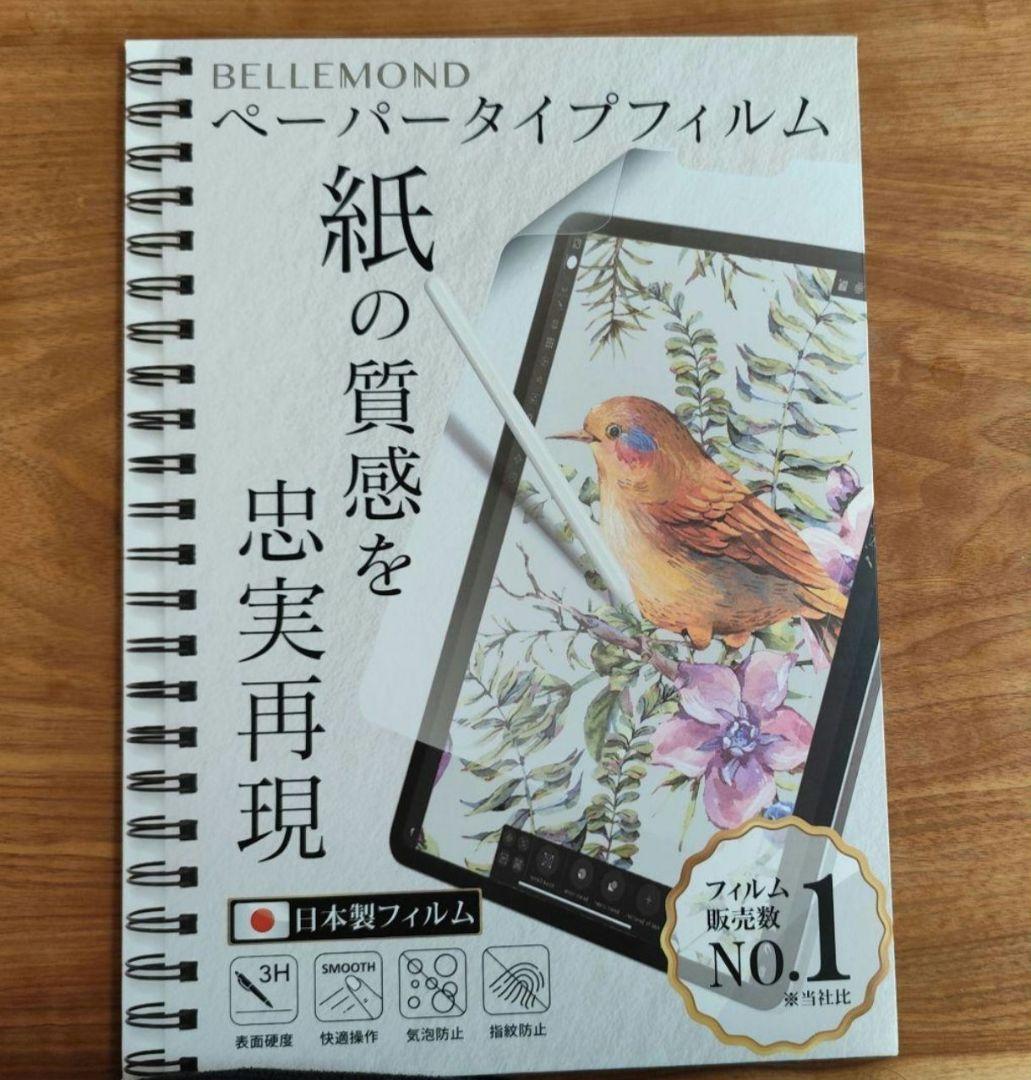 BELLEMOND
ペーパータイプフィルム
紙の質感を
忠実再現
日本製フィルム
3H
表面硬度
SMOOTH
快適操作
気泡防止
指紋防止
フィルム
販売数
NO.1
※当社比